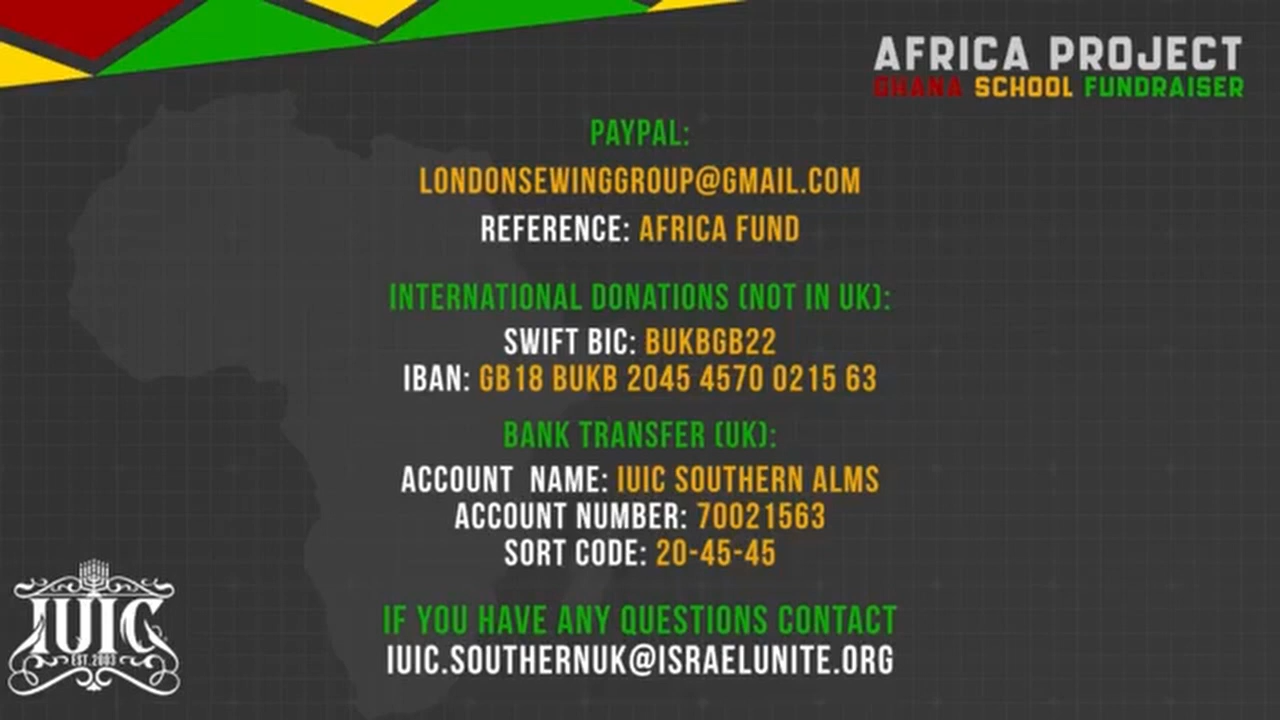 AFRICA PROJECT
GHANA SCHOOL FUNDRAISER
PAYPAL:
LONDONSEWINGGROUP@GMAIL.COM
REFERENCE: AFRICA FUND
INTERNATIONAL DONATIONS (NOT IN UK):
SWIFT BIC: BUKBGB22
IBAN: GB18 BUKB 2045 4570 0215 63
BANK TRANSFER (UK):
ACCOUNT NAME: IUIC SOUTHERN ALMS
ACCOUNT NUMBER: 70021563
SORT CODE: 20-45-45
IF YOU HAVE ANY QUESTIONS CONTACT
IUIC.SOUTHERNUK@ISRAELUNITE.ORG
IUIC
EST. 2003